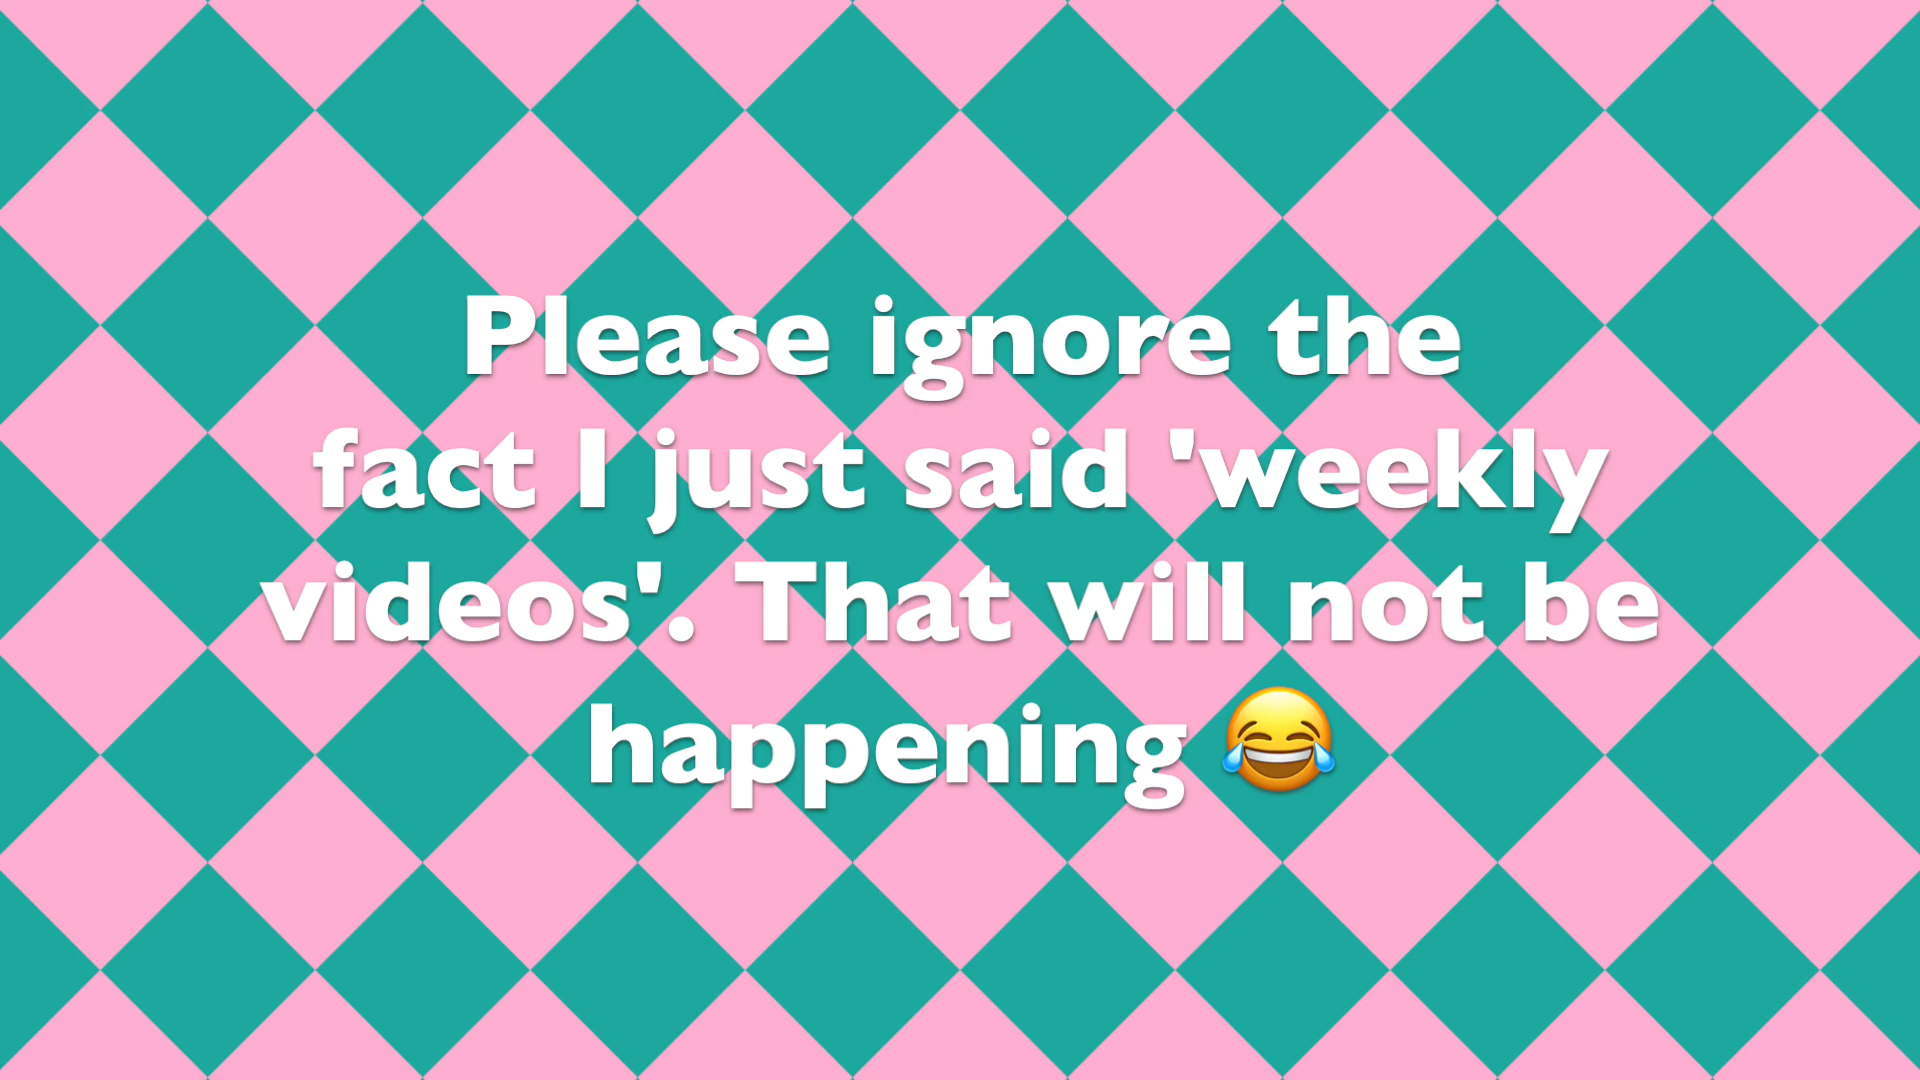 Please ignore the
fact I just said 'weekly
videos'. That will not be
happening 😂